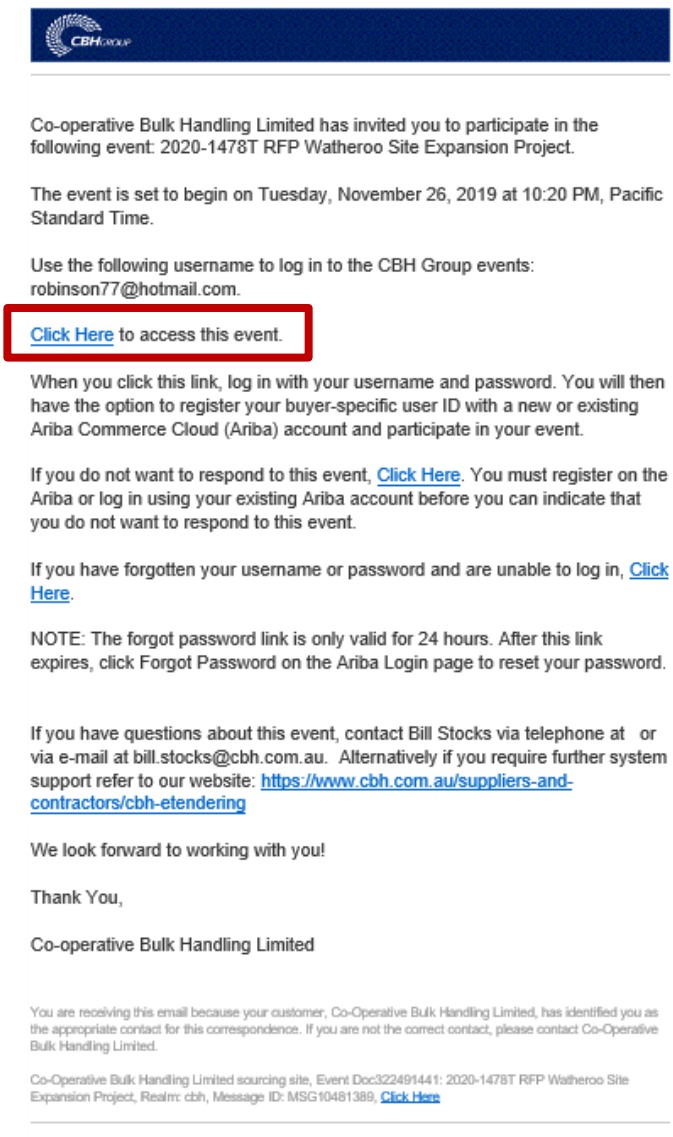 CBHGROUP
Co-operative Bulk Handling Limited has invited you to participate in the
following event: 2020-1478T RFP Watheroo Site Expansion Project.
The event is set to begin on Tuesday, November 26, 2019 at 10:20 PM, Pacific
Standard Time.
Use the following username to log in to the CBH Group events:
robinson77@hotmail.com.
Click Here to access this event.
When you click this link, log in with your username and password. You will then
have the option to register your buyer-specific user ID with a new or existing
Ariba Commerce Cloud (Ariba) account and participate in your event.
If you do not want to respond to this event, Click Here. You must register on the
Ariba or log in using your existing Ariba account before you can indicate that
you do not want to respond to this event.
If you have forgotten your username or password and are unable to log in, Click
Here.
NOTE: The forgot password link is only valid for 24 hours. After this link
expires, click Forgot Password on the Ariba Login page to reset your password.
If you have questions about this event, contact Bill Stocks via telephone at or
via e-mail at bill.stocks@cbh.com.au. Alternatively if you require further system
support refer to our website: https://www.cbh.com.au/suppliers-and-
contractors/cbh-etendering
We look forward to working with you!
Thank You,
Co-operative Bulk Handling Limited
You are receiving this email because your customer, Co-Operative Bulk Handling Limited, has identified you as
the appropriate contact for this correspondence. If you are not the correct contact, please contact Co-Operative
Bulk Handling Limited.
Co-Operative Bulk Handling Limited sourcing site, Event Doc322491441: 2020-1478T RFP Watheroo Site
Expansion Project, Realm: cbh, Message ID: MSG10481389, Click Here